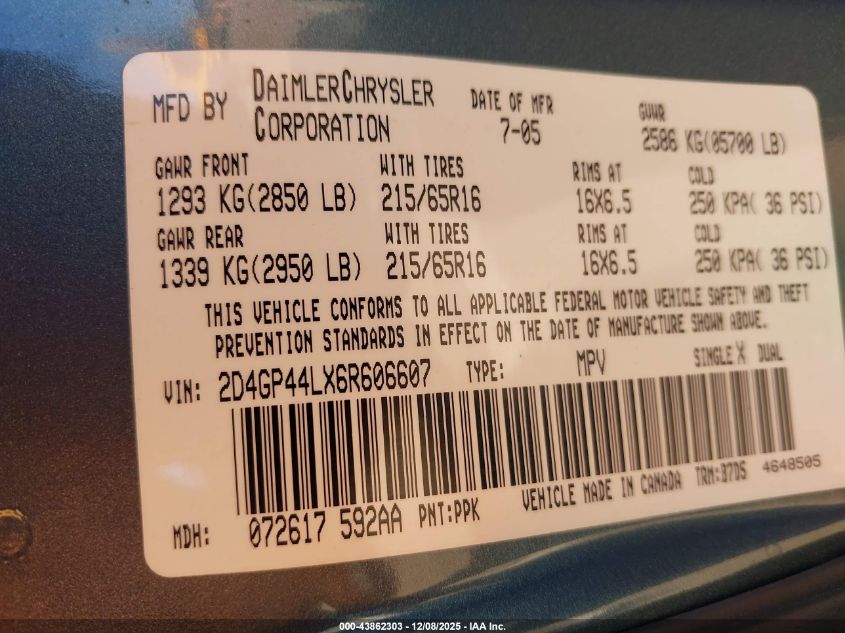 MFD BY DAIMLERCHRYSLER CORPORATION DATE OF MFR 7-05 GVWR 2586 KG(05700 LB)
GAWR FRONT WITH TIRES RIMS AT COLD
1293 KG(2850 LB) 215/65R16 16X6.5 250 KPA( 36 PSI)
GAWR REAR WITH TIRES RIMS AT COLD
1339 KG(2950 LB) 215/65R16 16X6.5 250 KPA( 36 PSI)
THIS VEHICLE CONFORMS TO ALL APPLICABLE FEDERAL MOTOR VEHICLE SAFETY AND THEFT
PREVENTION STANDARDS IN EFFECT ON THE DATE OF MANUFACTURE SHOWN ABOVE.
VIN: 2D4GP44LX6R606607 TYPE: MPV SINGLE X DUAL
MDH: 072617 592AA PNT:PPK VEHICLE MADE IN CANADA TRM:B7D5 4648505
000-43862303 - 12/08/2025 - IAA Inc.